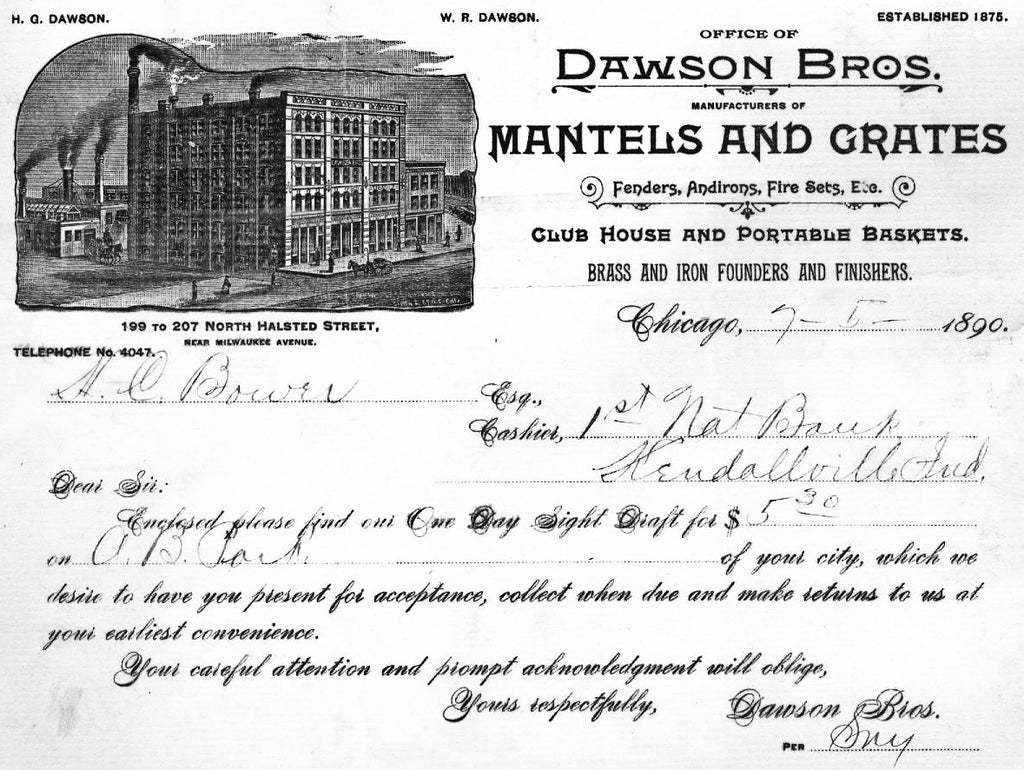 H. G. DAWSON. W. R. DAWSON. ESTABLISHED 1875.
OFFICE OF
DAWSON BROS.
MANUFACTURERS OF
MANTELS AND GRATES
Fenders, Andirons, Fire Sets, Etc.
CLUB HOUSE AND PORTABLE BASKETS.
BRASS AND IRON FOUNDERS AND FINISHERS.
199 TO 207 NORTH HALSTED STREET,
NEAR MILWAUKEE AVENUE.
TELEPHONE No. 4047.
Chicago, 7-5- 1890.
H. C. Bower Esq.,
Cashier, 1st Nat Bank
Kendallville Ind.
Dear Sir:
Enclosed please find our One Day Sight Draft for $ 5 30
on A. B. Park. of your city, which we
desire to have you present for acceptance, collect when due and make returns to us at
your earliest convenience.
Your careful attention and prompt acknowledgment will oblige,
Yours respectfully, Dawson Bros.
PER